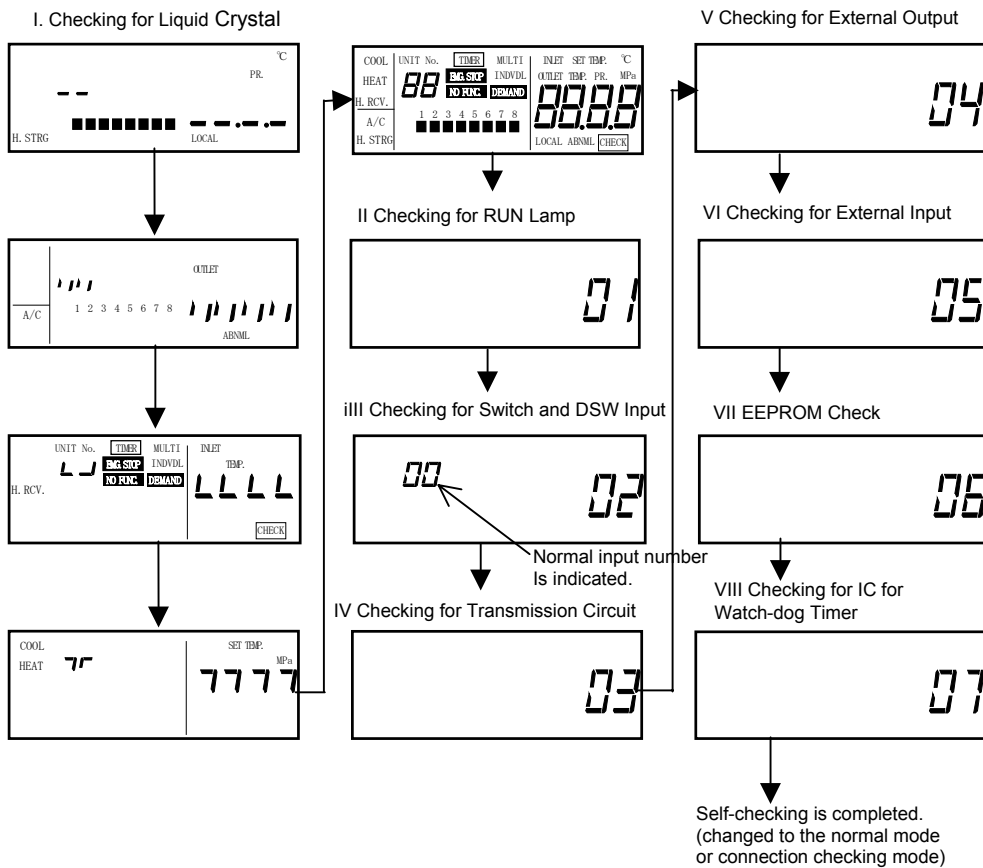 I. Checking for Liquid Crystal
℃
PR.
H. STRG
LOCAL
OUTLET
1 2 3 4 5 6 7 8
A/C
ABNML
UNIT No. TIMER MULTI INLET
EMG.STOP INDVDL TEMP.
NO FUNC. DEMAND
H. RCV.
CHECK
COOL SET TEMP.
HEAT MPa
COOL UNIT No. TIMER MULTI INLET SET TEMP. ℃
HEAT 88 EMG.STOP INDVDL OUTLET TEMP. PR. MPa
H. RCV. NO FUNC. DEMAND 88.8.8
A/C 1 2 3 4 5 6 7 8
H. STRG LOCAL ABNML CHECK
II Checking for RUN Lamp
01
iIII Checking for Switch and DSW Input
00
02
Normal input number
Is indicated.
IV Checking for Transmission Circuit
03
V Checking for External Output
04
VI Checking for External Input
05
VII EEPROM Check
06
VIII Checking for IC for
Watch-dog Timer
07
Self-checking is completed.
(changed to the normal mode
or connection checking mode)